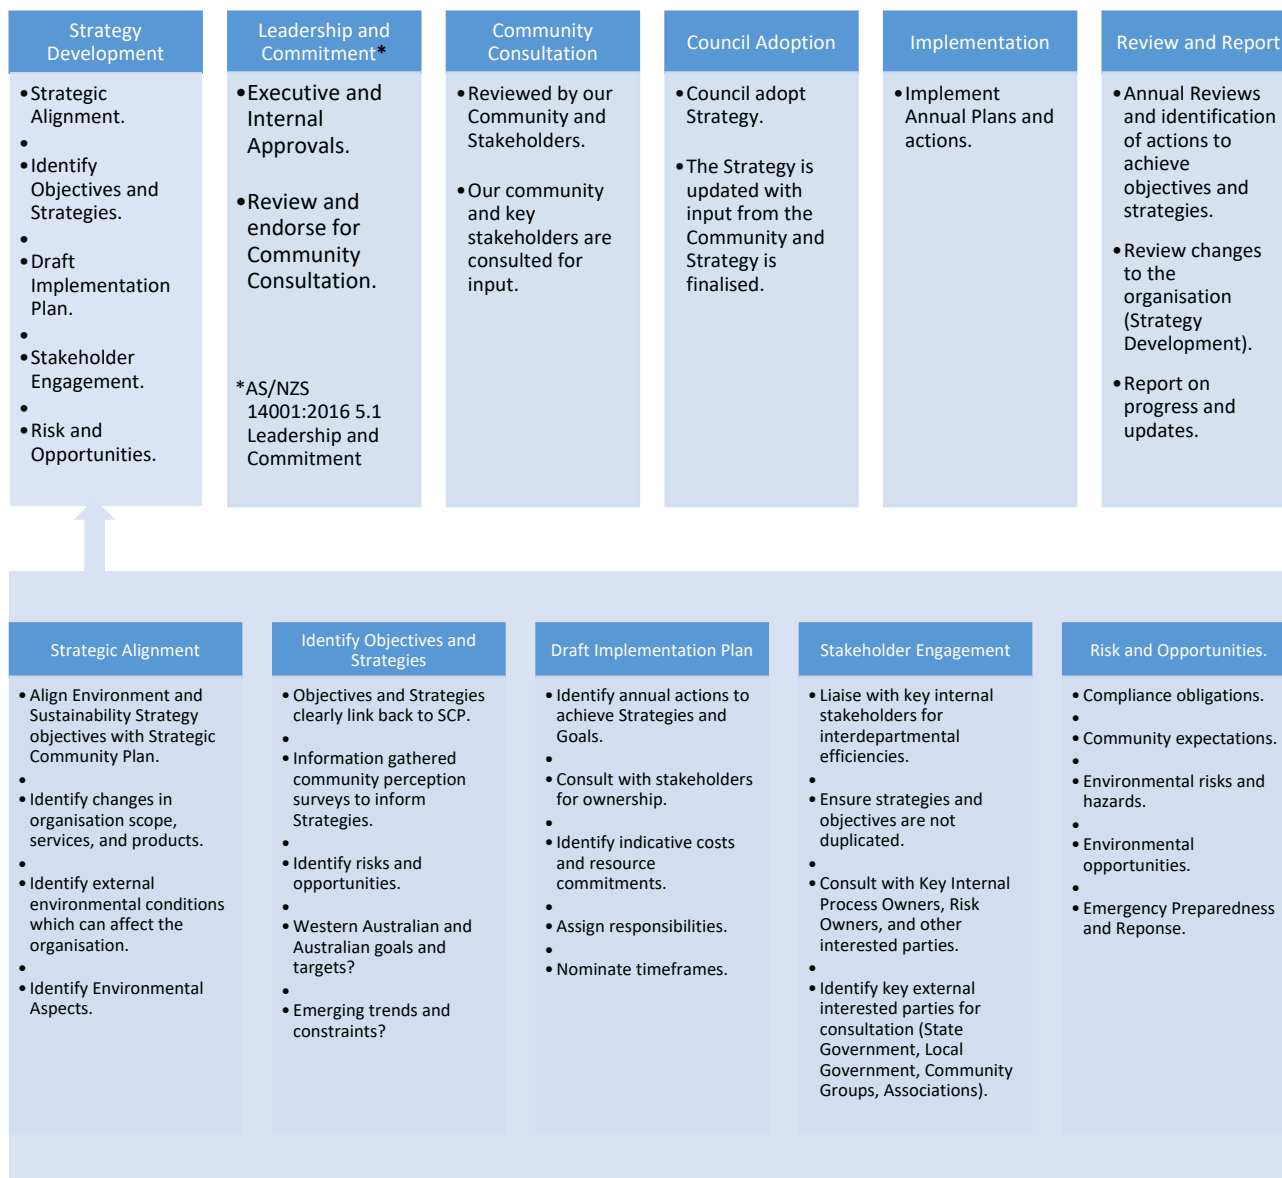 Strategy
Development
• Strategic
Alignment.
•
• Identify
Objectives and
Strategies.
•
• Draft
Implementation
Plan.
•
• Stakeholder
Engagement.
•
• Risk and
Opportunities.
Leadership and
Commitment*
• Executive and
Internal
Approvals.
• Review and
endorse for
Community
Consultation.
*AS/NZS
14001:2016 5.1
Leadership and
Commitment
Community
Consultation
• Reviewed by our
Community and
Stakeholders.
• Our community
and key
stakeholders are
consulted for
input.
Council Adoption
• Council adopt
Strategy.
• The Strategy is
updated with
input from the
Community and
Strategy is
finalised.
Implementation
• Implement
Annual Plans and
actions.
Review and Report
• Annual Reviews
and identification
of actions to
achieve
objectives and
strategies.
• Review changes
to the
organisation
(Strategy
Development).
• Report on
progress and
updates.
Strategic Alignment
• Align Environment and
Sustainability Strategy
objectives with Strategic
Community Plan.
•
• Identify changes in
organisation scope,
services, and products.
•
• Identify external
environmental conditions
which can affect the
organisation.
•
• Identify Environmental
Aspects.
Identify Objectives and
Strategies
• Objectives and Strategies
clearly link back to SCP.
•
• Information gathered
community perception
surveys to inform
Strategies.
•
• Identify risks and
opportunities.
•
• Western Australian and
Australian goals and
targets?
•
• Emerging trends and
constraints?
Draft Implementation Plan
• Identify annual actions to
achieve Strategies and
Goals.
•
• Consult with stakeholders
for ownership.
•
• Identify indicative costs
and resource
commitments.
•
• Assign responsibilities.
•
• Nominate timeframes.
Stakeholder Engagement
• Liaise with key internal
stakeholders for
interdepartmental
efficiencies.
•
• Ensure strategies and
objectives are not
duplicated.
•
• Consult with Key Internal
Process Owners, Risk
Owners, and other
interested parties.
•
• Identify key external
interested parties for
consultation (State
Government, Local
Government, Community
Groups, Associations).
Risk and Opportunities.
• Compliance obligations.
•
• Community expectations.
•
• Environmental risks and
hazards.
•
• Environmental
opportunities.
•
• Emergency Preparedness
and Reponse.